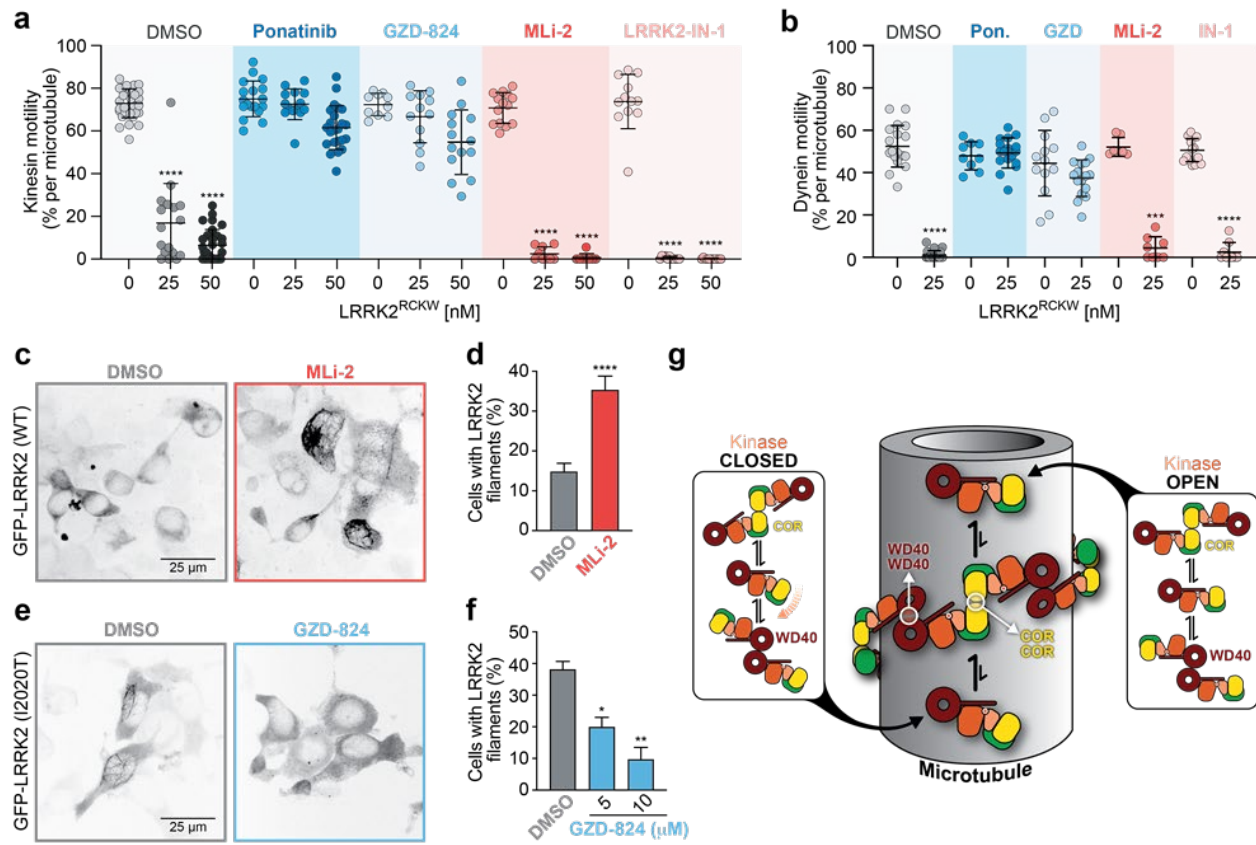 a
DMSO
Ponatinib
GZD-824
MLi-2
LRRK2-IN-1
Kinesin motility
(% per microtubule)
100
80
60
40
20
0
**** **** **** **** **** ****
0 25 50 0 25 50 0 25 50 0 25 50 0 25 50
LRRK2RCKW [nM]
b
DMSO
Pon.
GZD
MLi-2
IN-1
Dynein motility
(% per microtubule)
100
80
60
40
20
0
**** *** ****
0 25 0 25 0 25 0 25 0 25
LRRK2RCKW [nM]
c
DMSO
MLi-2
GFP-LRRK2 (WT)
25 μm
d
Cells with LRRK2
filaments (%)
40
30
20
10
0
****
DMSO
MLi-2
e
DMSO
GZD-824
GFP-LRRK2 (I2020T)
25 μm
f
Cells with LRRK2
filaments (%)
50
40
30
20
10
0
* **
DMSO
5 10
GZD-824 (μM)
g
Kinase
CLOSED
COR
WD40
WD40
WD40
COR
COR
Microtubule
Kinase
OPEN
COR
WD40